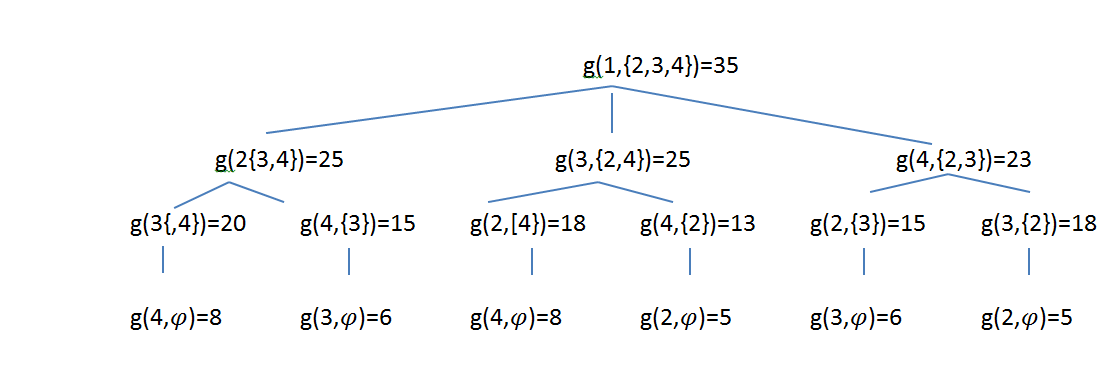 g(1,{2,3,4})=35
g(2{3,4})=25 g(3,{2,4})=25 g(4,{2,3})=23
g(3{,4})=20 g(4,{3})=15 g(2,[4})=18 g(4,{2})=13 g(2,{3})=15 g(3,{2})=18
g(4,𝜑)=8 g(3,𝜑)=6 g(4,𝜑)=8 g(2,𝜑)=5 g(3,𝜑)=6 g(2,𝜑)=5